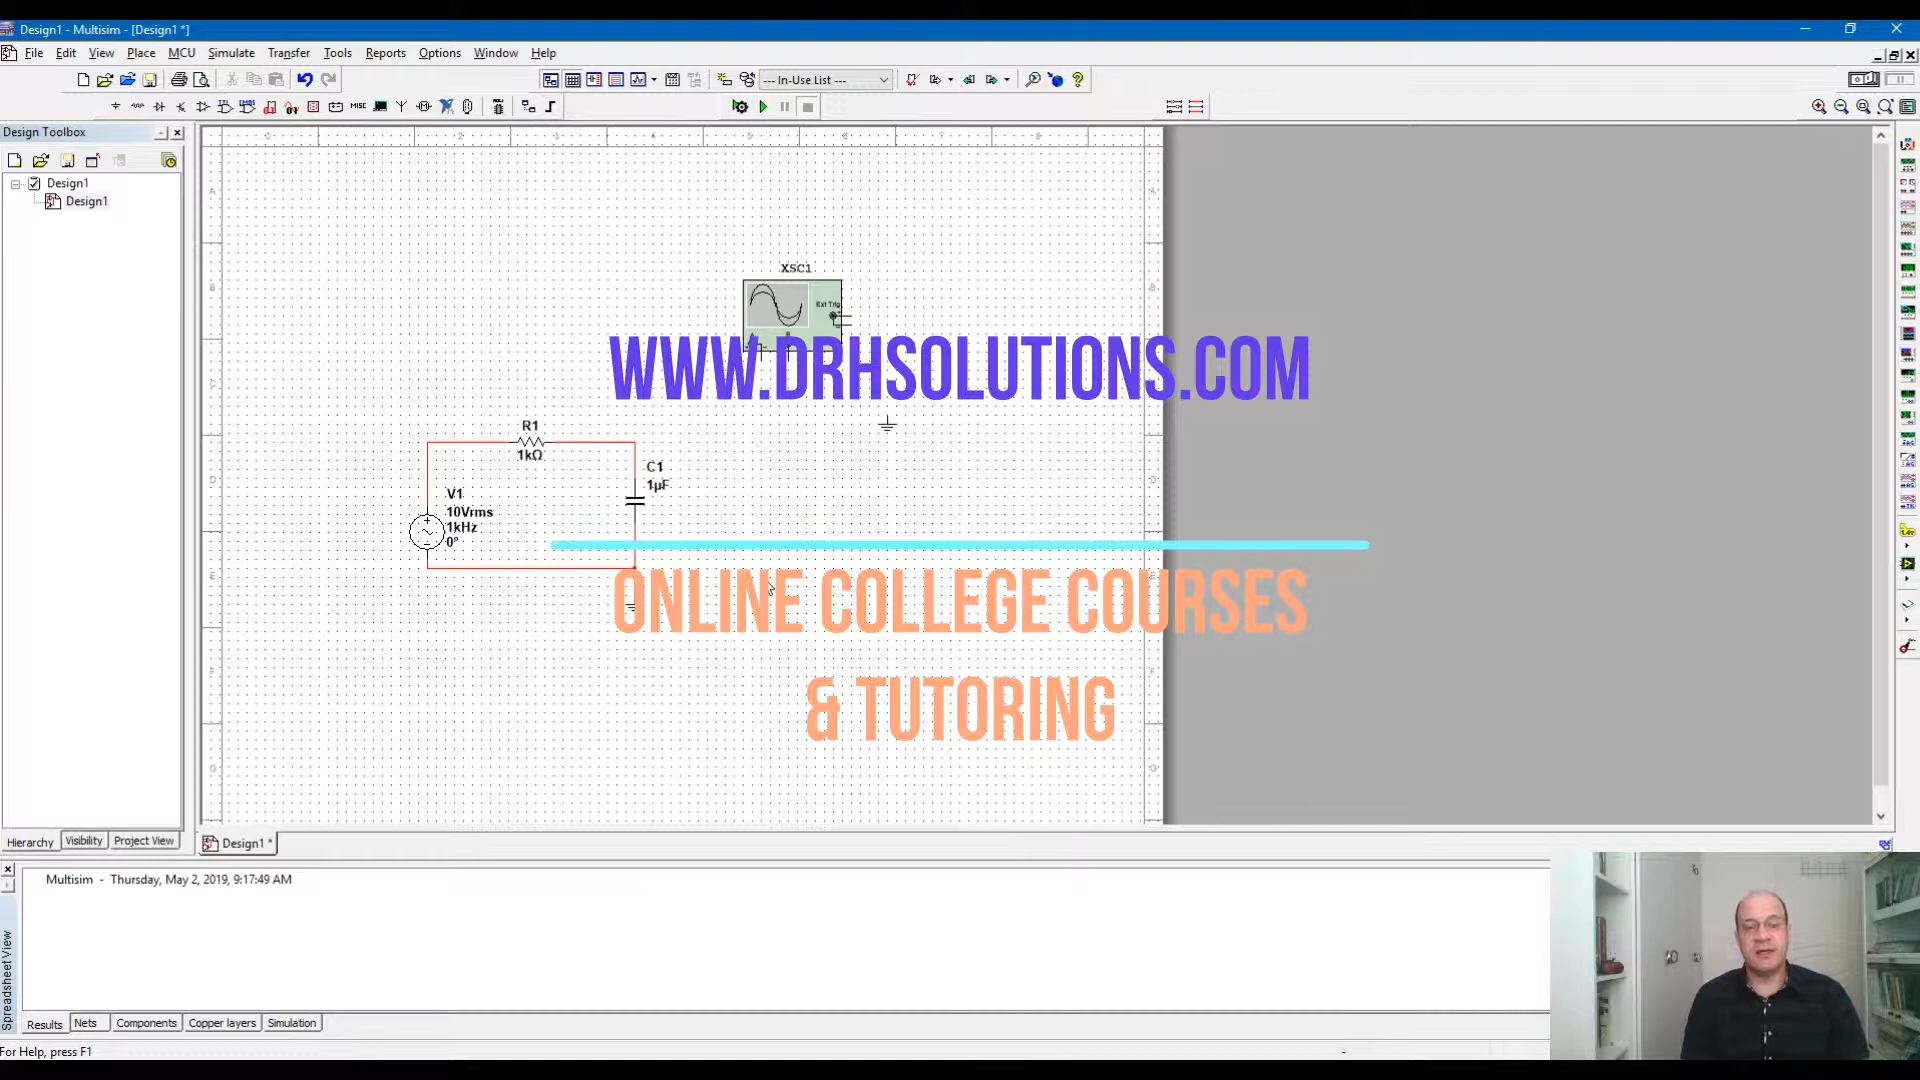 Design1 - Multisim - [Design1 *]
File Edit View Place MCU Simulate Transfer Tools Reports Options Window Help
--- In-Use List ---
MISC
Design Toolbox
Design1
Design1
XSC1
Ext Trig
WWW.DRHSOLUTIONS.COM
R1
1kΩ
C1
1µF
V1
10Vrms
1kHz
0°
ONLINE COLLEGE COURSES
& TUTORING
Hierarchy Visibility Project View
Design1 *
Multisim - Thursday, May 2, 2019, 9:17:49 AM
Spreadsheet View
Results Nets Components Copper layers Simulation
For Help, press F1